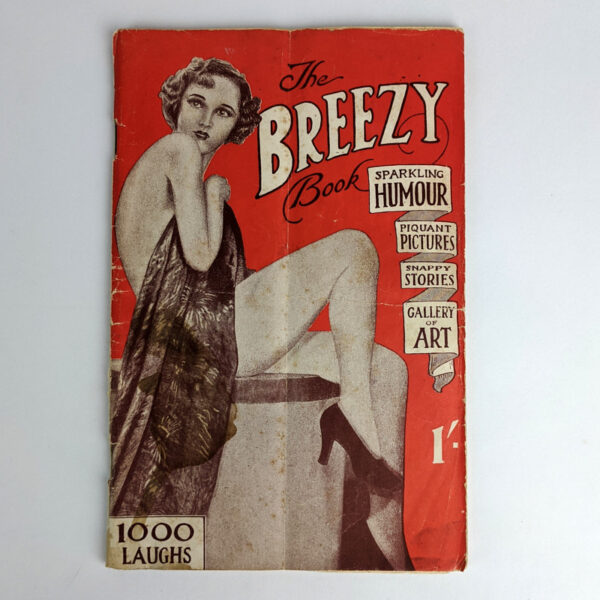 The
BREEZY
Book
SPARKLING
HUMOUR
PIQUANT
PICTURES
SNAPPY
STORIES
GALLERY
OF
ART
1/-
1000
LAUGHS